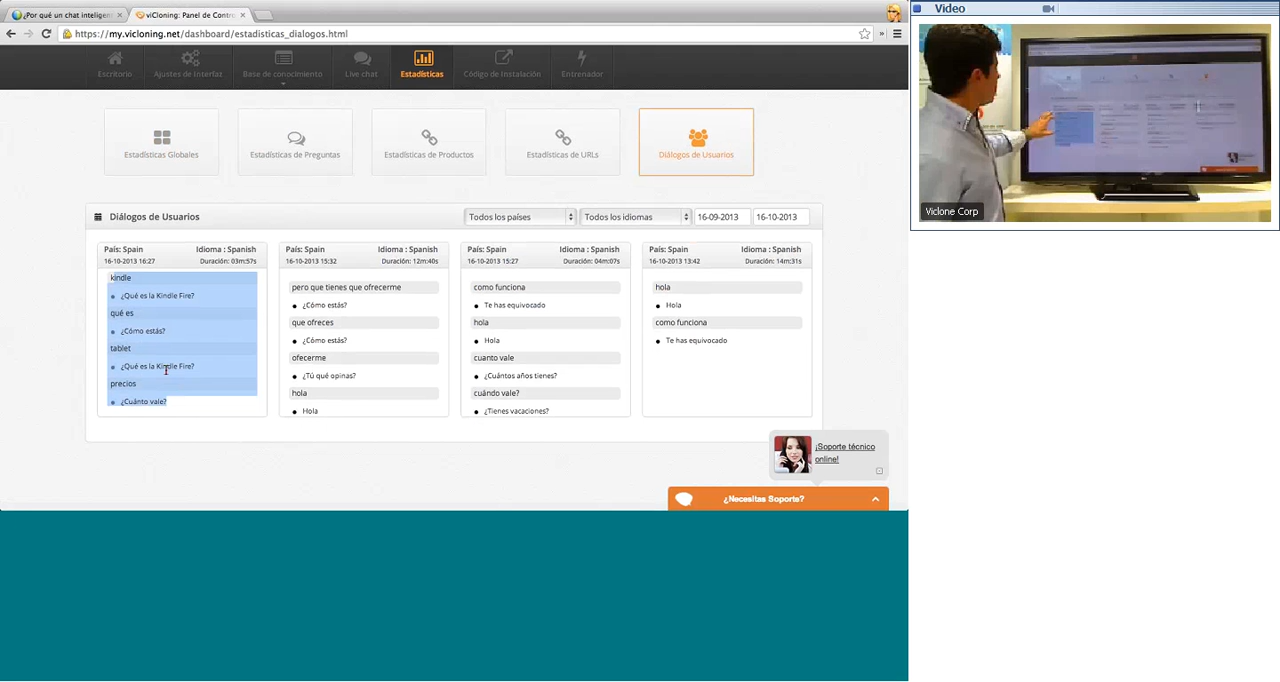 ¿Por qué un chat inteligen
viCloning: Panel de Contro
https://my.vicloning.net/dashboard/estadisticas_dialogos.html
Escritorio
Ajustes de Interfaz
Base de conocimiento
Live chat
Estadísticas
Código de Instalación
Entrenador
Estadísticas Globales
Estadísticas de Preguntas
Estadísticas de Productos
Estadísticas de URLs
Diálogos de Usuarios
Diálogos de Usuarios
Todos los países
Todos los idiomas
16-09-2013
16-10-2013
País: Spain
Idioma : Spanish
16-10-2013 16:27
Duración: 03m:57s
kindle
¿Qué es la Kindle Fire?
qué es
¿Cómo estás?
tablet
¿Qué es la Kindle Fire?
precios
¿Cuánto vale?
País: Spain
Idioma : Spanish
16-10-2013 15:32
Duración: 12m:40s
pero que tienes que ofrecerme
¿Cómo estás?
que ofreces
¿Cómo estás?
ofecerme
¿Tú qué opinas?
hola
Hola
País: Spain
Idioma : Spanish
16-10-2013 15:27
Duración: 04m:07s
como funciona
Te has equivocado
hola
Hola
cuanto vale
¿Cuántos años tienes?
cuándo vale?
¿Tienes vacaciones?
País: Spain
Idioma : Spanish
16-10-2013 13:42
Duración: 14m:31s
hola
Hola
como funciona
Te has equivocado
¡Soporte técnico
online!
¿Necesitas Soporte?
Video
Viclone Corp